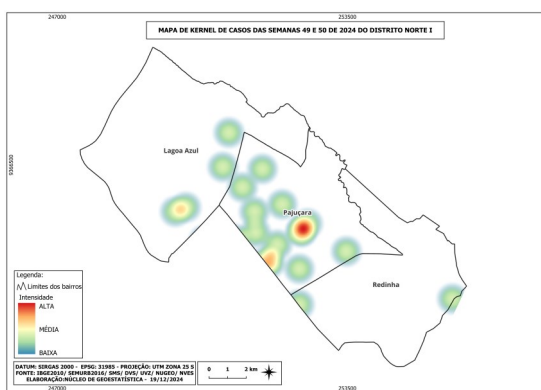 247000
253500
MAPA DE KERNEL DE CASOS DAS SEMANAS 49 E 50 DE 2024 DO DISTRITO NORTE I
9366500
9366500
Lagoa Azul
Pajuçara
Redinha
Legenda:
Limites dos bairros
Intensidade
ALTA
MÉDIA
BAIXA
DATUM: SIRGAS 2000 - EPSG: 31985 - PROJEÇÃO: UTM ZONA 25 S
FONTE: IBGE2010/ SEMURB2016/ SMS/ DVS/ UVZ/ NUGEO/ NVES
ELABORAÇÃO:NÚCLEO DE GEOESTATÍSTICA - 19/12/2024
0 1 2 km
247000
253500